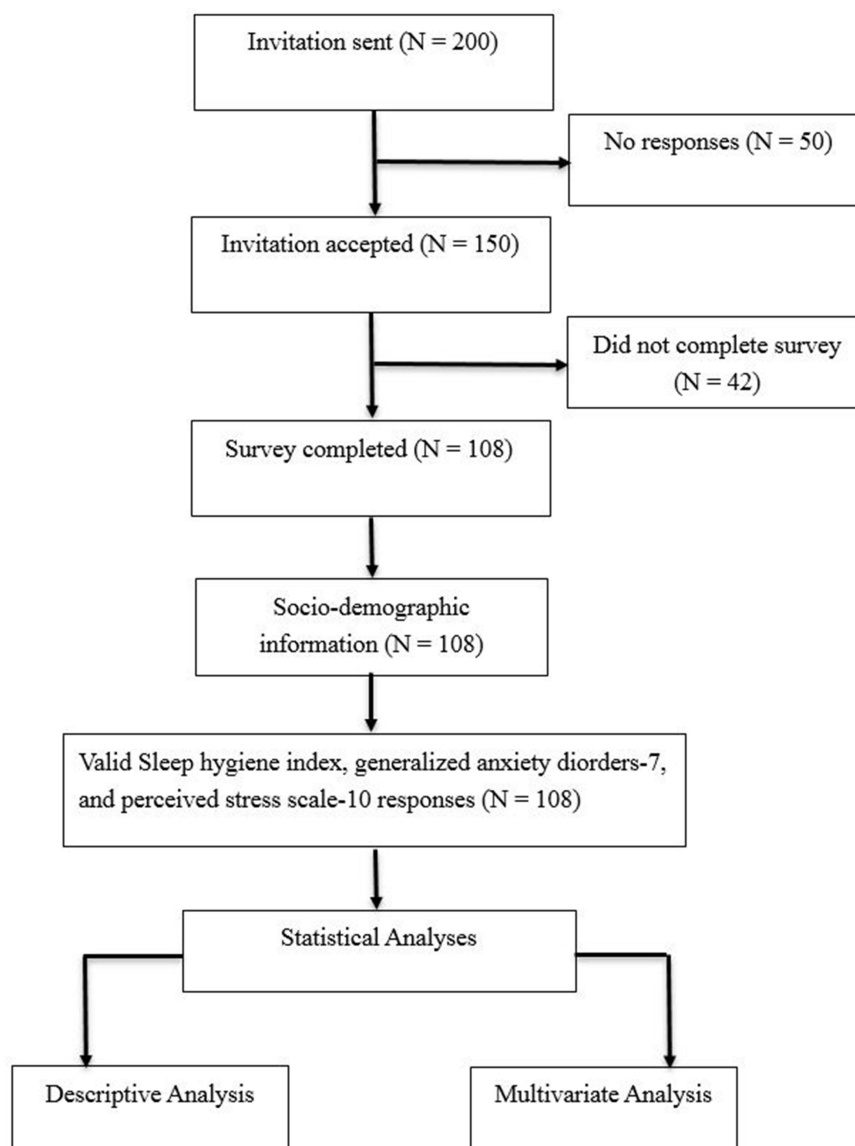 Invitation sent (N = 200)
No responses (N = 50)
Invitation accepted (N = 150)
Did not complete survey
(N = 42)
Survey completed (N = 108)
Socio-demographic
information (N = 108)
Valid Sleep hygiene index, generalized anxiety diorders-7,
and perceived stress scale-10 responses (N = 108)
Statistical Analyses
Descriptive Analysis
Multivariate Analysis